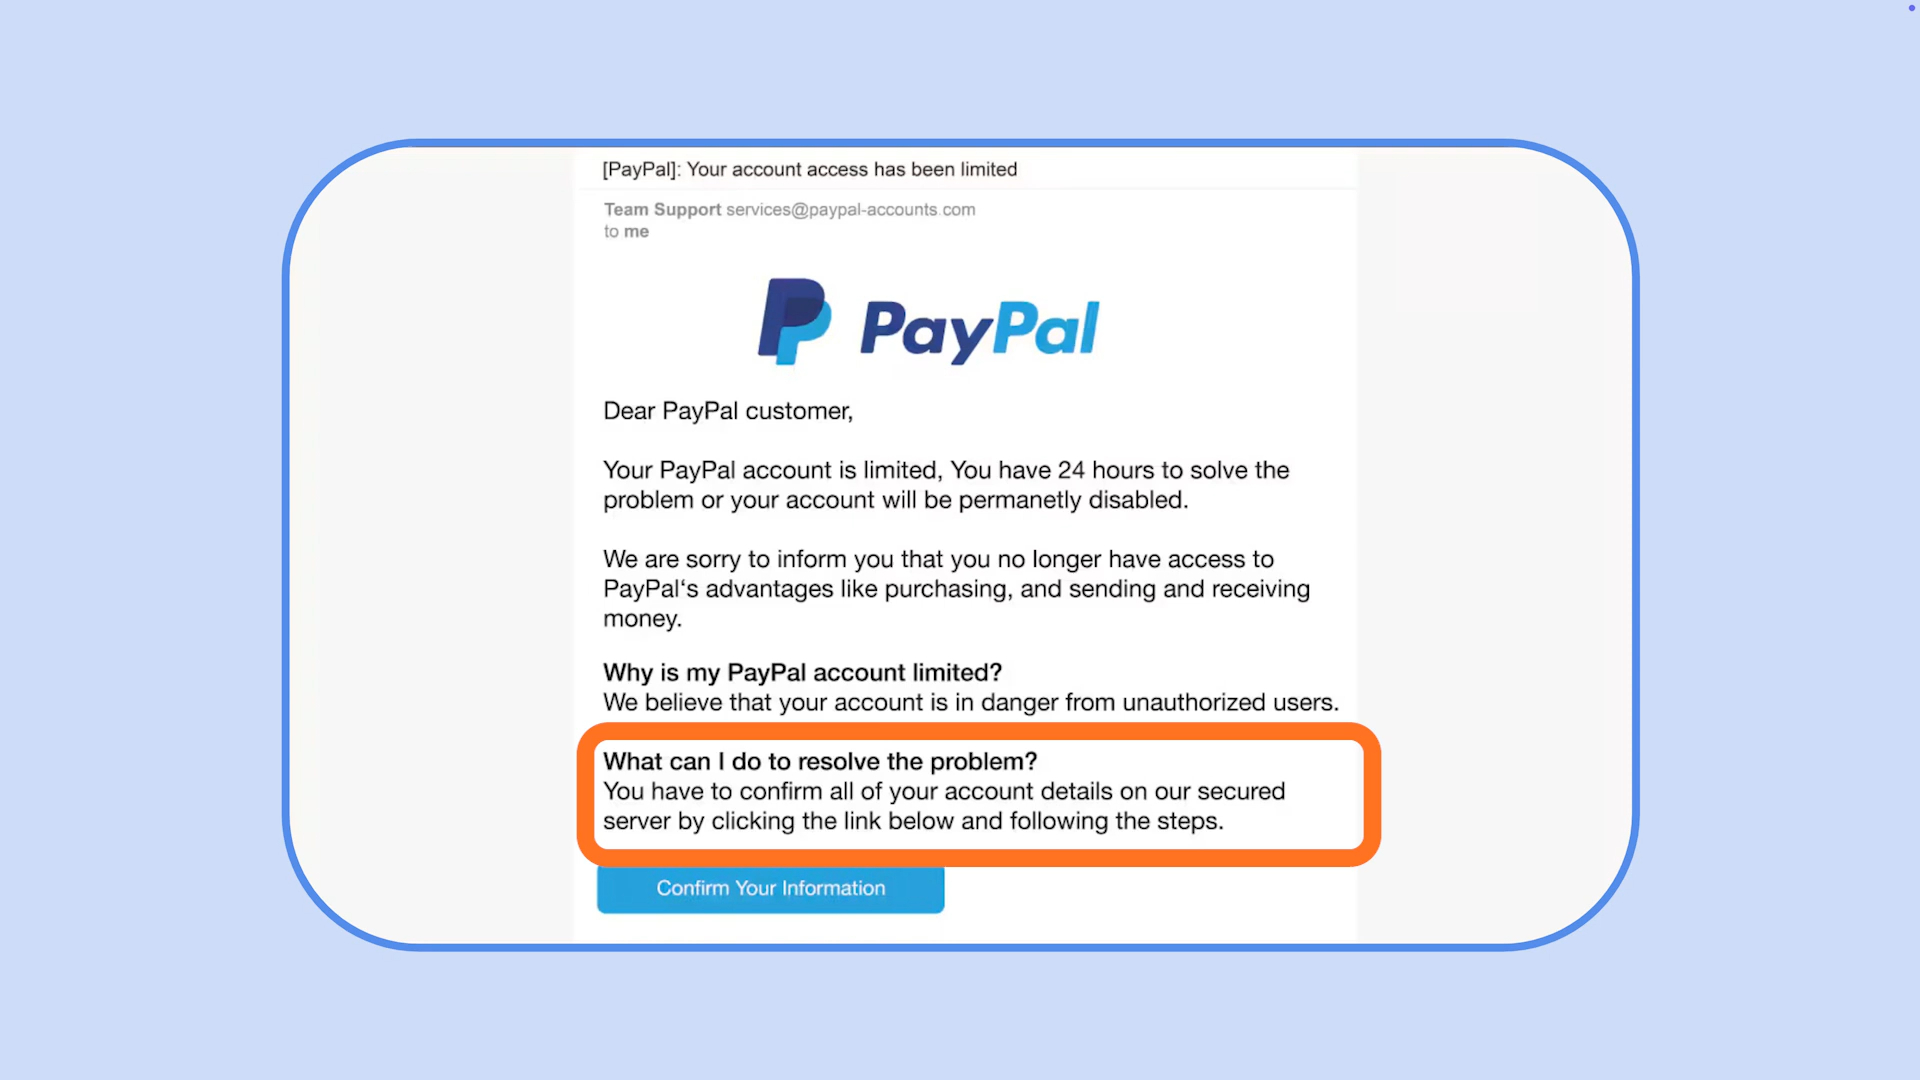 [PayPal]: Your account access has been limited
Team Support services@paypal-accounts.com
to me
PayPal
Dear PayPal customer,
Your PayPal account is limited, You have 24 hours to solve the
problem or your account will be permanetly disabled.
We are sorry to inform you that you no longer have access to
PayPal‘s advantages like purchasing, and sending and receiving
money.
Why is my PayPal account limited?
We believe that your account is in danger from unauthorized users.
What can I do to resolve the problem?
You have to confirm all of your account details on our secured
server by clicking the link below and following the steps.
Confirm Your Information